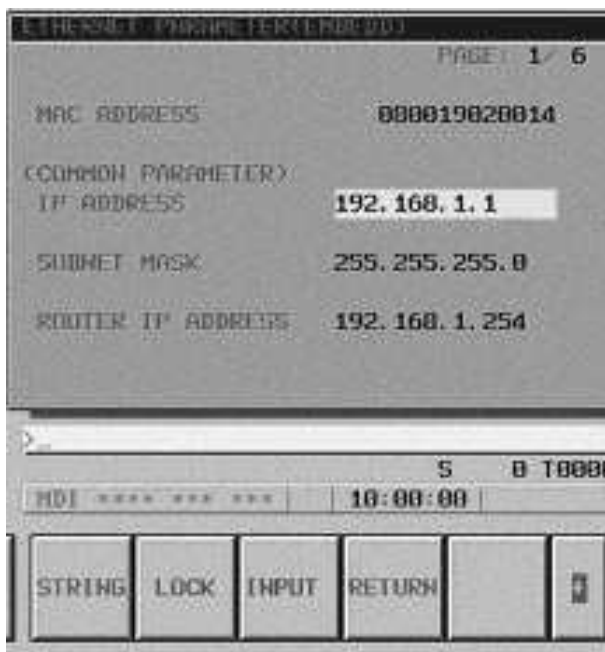 ETHERNET PARAMETER(EMBEDD)
PAGE: 1/ 6
MAC ADDRESS 080019020014
(COMMON PARAMETER)
IP ADDRESS 192.168.1.1
SUBNET MASK 255.255.255.0
ROUTER IP ADDRESS 192.168.1.254
>_
S 0 T0000
MDI **** *** *** 10:00:00
STRING LOCK INPUT RETURN